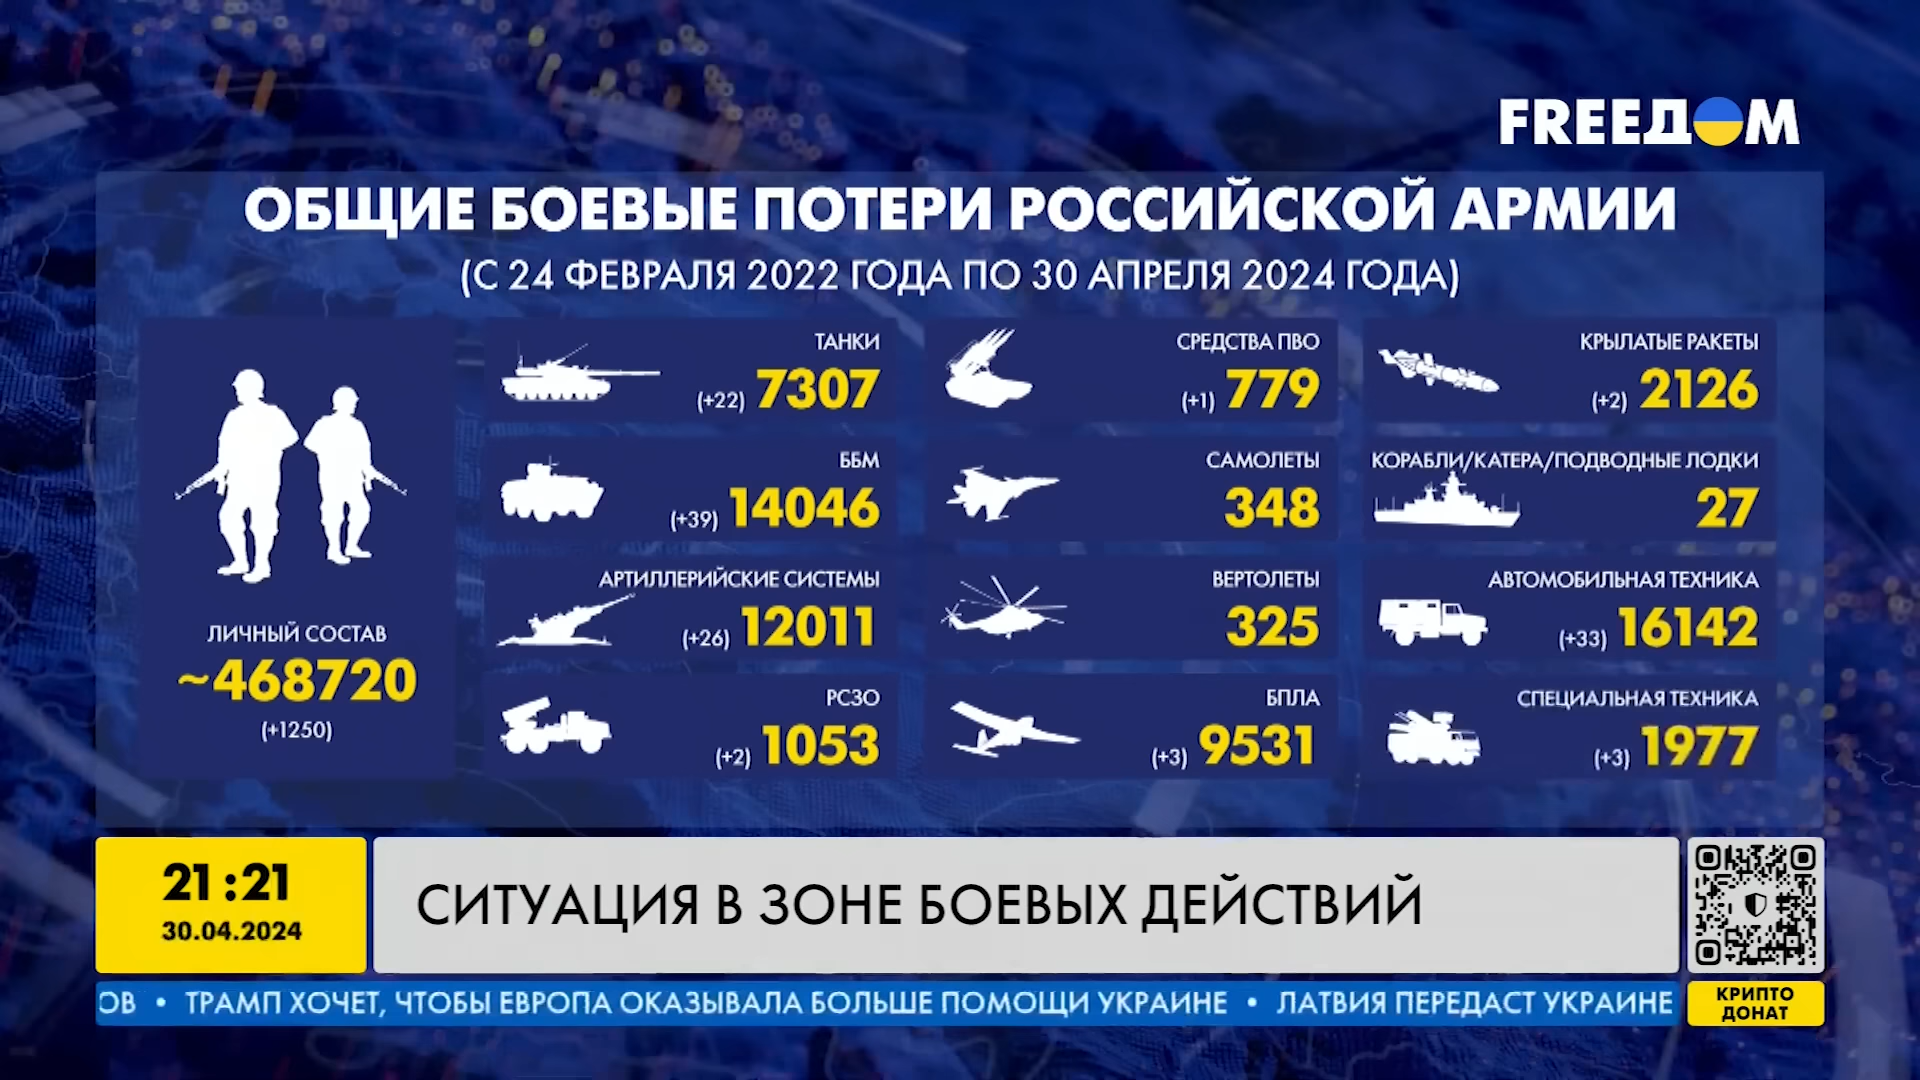 FREEДOM
ОБЩИЕ БОЕВЫЕ ПОТЕРИ РОССИЙСКОЙ АРМИИ
(С 24 ФЕВРАЛЯ 2022 ГОДА ПО 30 АПРЕЛЯ 2024 ГОДА)
ЛИЧНЫЙ СОСТАВ
~468720
(+1250)
ТАНКИ
(+22) 7307
ББМ
(+39) 14046
АРТИЛЛЕРИЙСКИЕ СИСТЕМЫ
(+26) 12011
РСЗО
(+2) 1053
СРЕДСТВА ПВО
(+1) 779
САМОЛЕТЫ
348
ВЕРТОЛЕТЫ
325
БПЛА
(+3) 9531
КРЫЛАТЫЕ РАКЕТЫ
(+2) 2126
КОРАБЛИ/КАТЕРА/ПОДВОДНЫЕ ЛОДКИ
27
АВТОМОБИЛЬНАЯ ТЕХНИКА
(+33) 16142
СПЕЦИАЛЬНАЯ ТЕХНИКА
(+3) 1977
21:21
30.04.2024
СИТУАЦИЯ В ЗОНЕ БОЕВЫХ ДЕЙСТВИЙ
ОВ • ТРАМП ХОЧЕТ, ЧТОБЫ ЕВРОПА ОКАЗЫВАЛА БОЛЬШЕ ПОМОЩИ УКРАИНЕ • ЛАТВИЯ ПЕРЕДАСТ УКРАИНЕ
КРИПТО
ДОНАТ